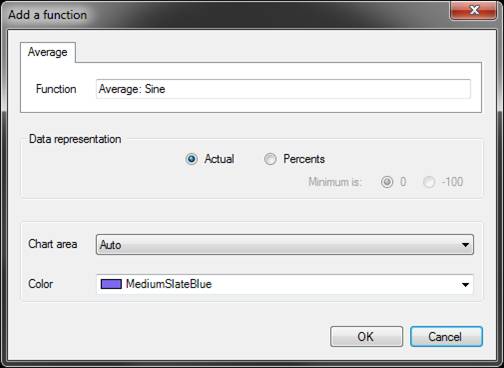 Add a function
Average
Function Average: Sine
Data representation
Actual Percents
Minimum is: 0 -100
Chart area Auto
Color MediumSlateBlue
OK Cancel